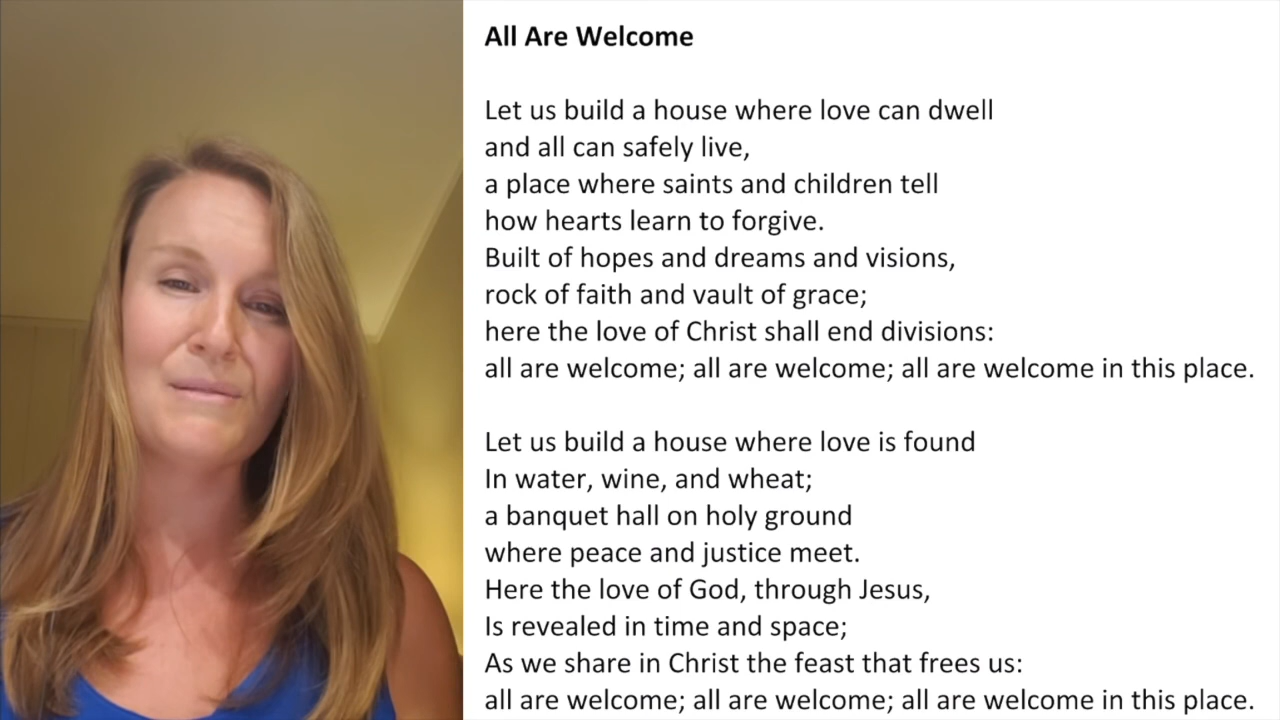 All Are Welcome
Let us build a house where love can dwell
and all can safely live,
a place where saints and children tell
how hearts learn to forgive.
Built of hopes and dreams and visions,
rock of faith and vault of grace;
here the love of Christ shall end divisions:
all are welcome; all are welcome; all are welcome in this place.
Let us build a house where love is found
In water, wine, and wheat;
a banquet hall on holy ground
where peace and justice meet.
Here the love of God, through Jesus,
Is revealed in time and space;
As we share in Christ the feast that frees us:
all are welcome; all are welcome; all are welcome in this place.